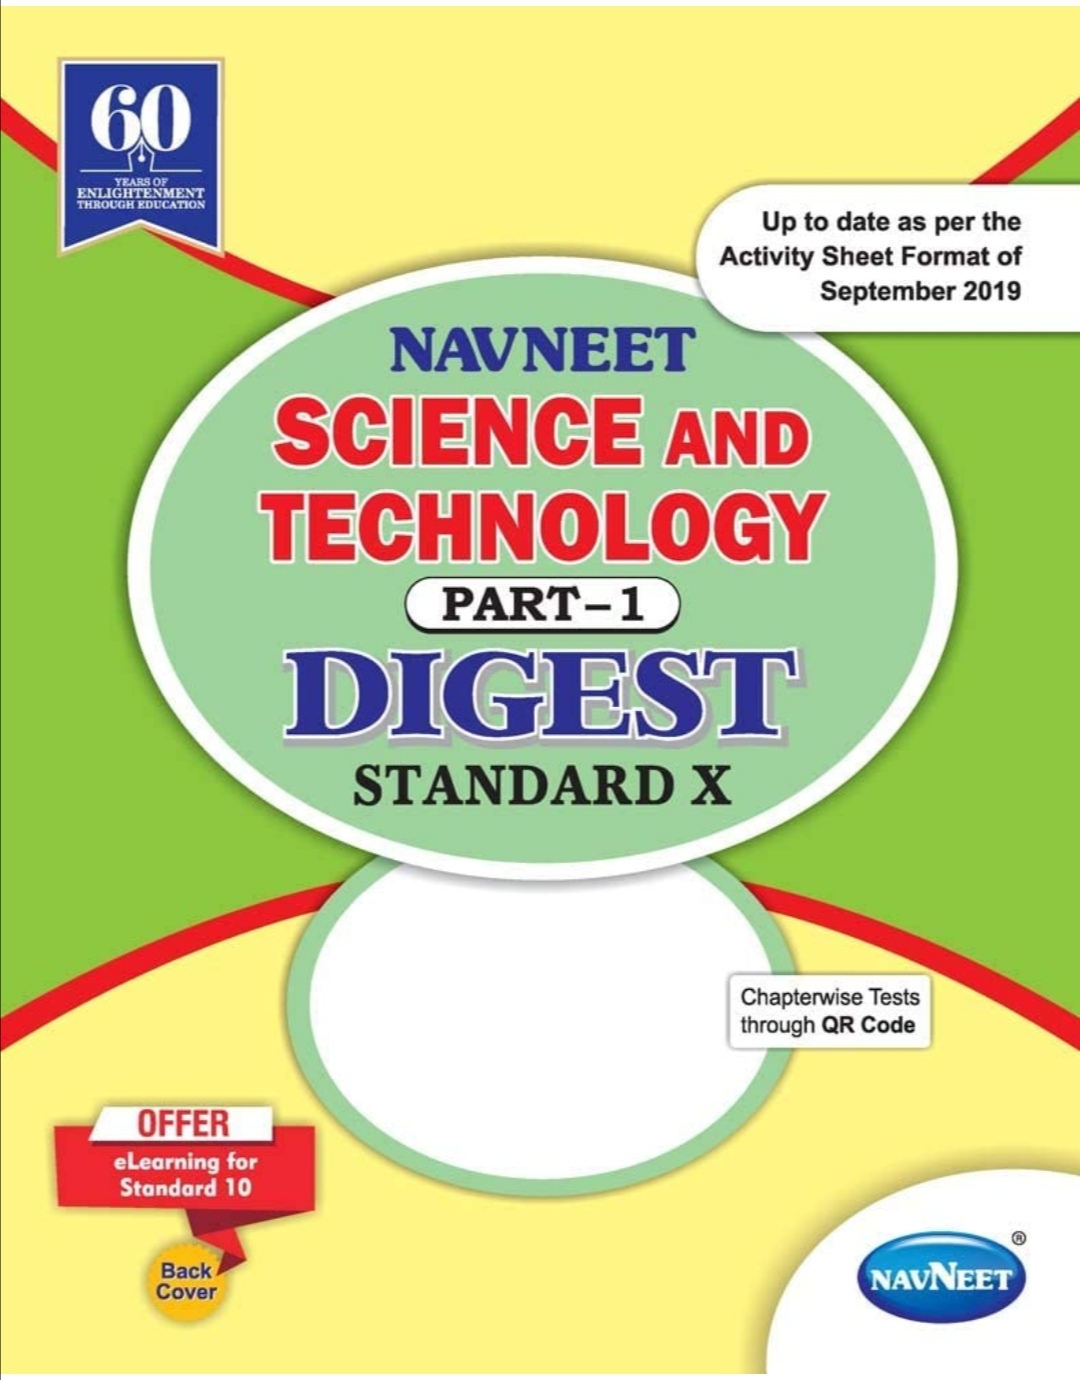 60
YEARS OF
ENLIGHTENMENT
THROUGH EDUCATION
Up to date as per the
Activity Sheet Format of
September 2019
NAVNEET
SCIENCE AND
TECHNOLOGY
PART–1
DIGEST
STANDARD X
Chapterwise Tests
through QR Code
OFFER
eLearning for
Standard 10
Back
Cover
NAVNEET®